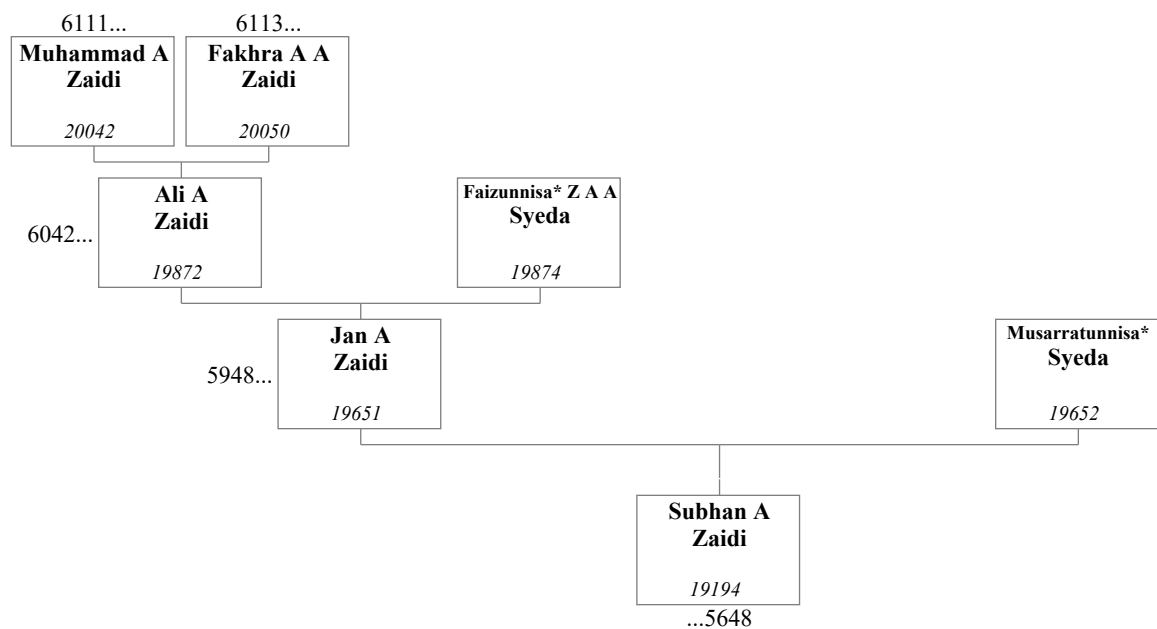 6111...
6113...
Muhammad A
Zaidi
20042
Fakhra A A
Zaidi
20050
6042...
Ali A
Zaidi
19872
Faizunnisa* Z A A
Syeda
19874
5948...
Jan A
Zaidi
19651
Musarratunnisa*
Syeda
19652
Subhan A
Zaidi
19194
...5648